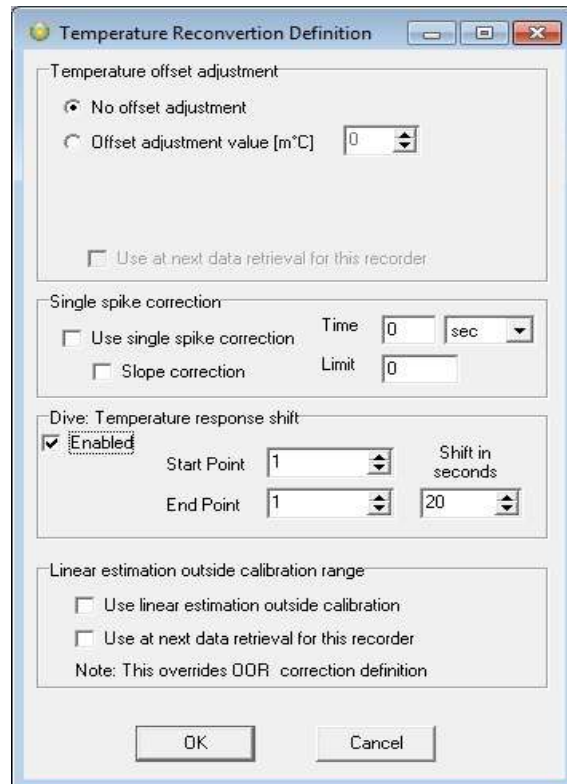 Temperature Reconvertion Definition
Temperature offset adjustment
No offset adjustment
Offset adjustment value [m°C] 0
Use at next data retrieval for this recorder
Single spike correction
Use single spike correction Time 0 sec
Slope correction Limit 0
Dive: Temperature response shift
Enabled
Start Point 1 Shift in
seconds
End Point 1 20
Linear estimation outside calibration range
Use linear estimation outside calibration
Use at next data retrieval for this recorder
Note: This overrides OOR correction definition
OK Cancel